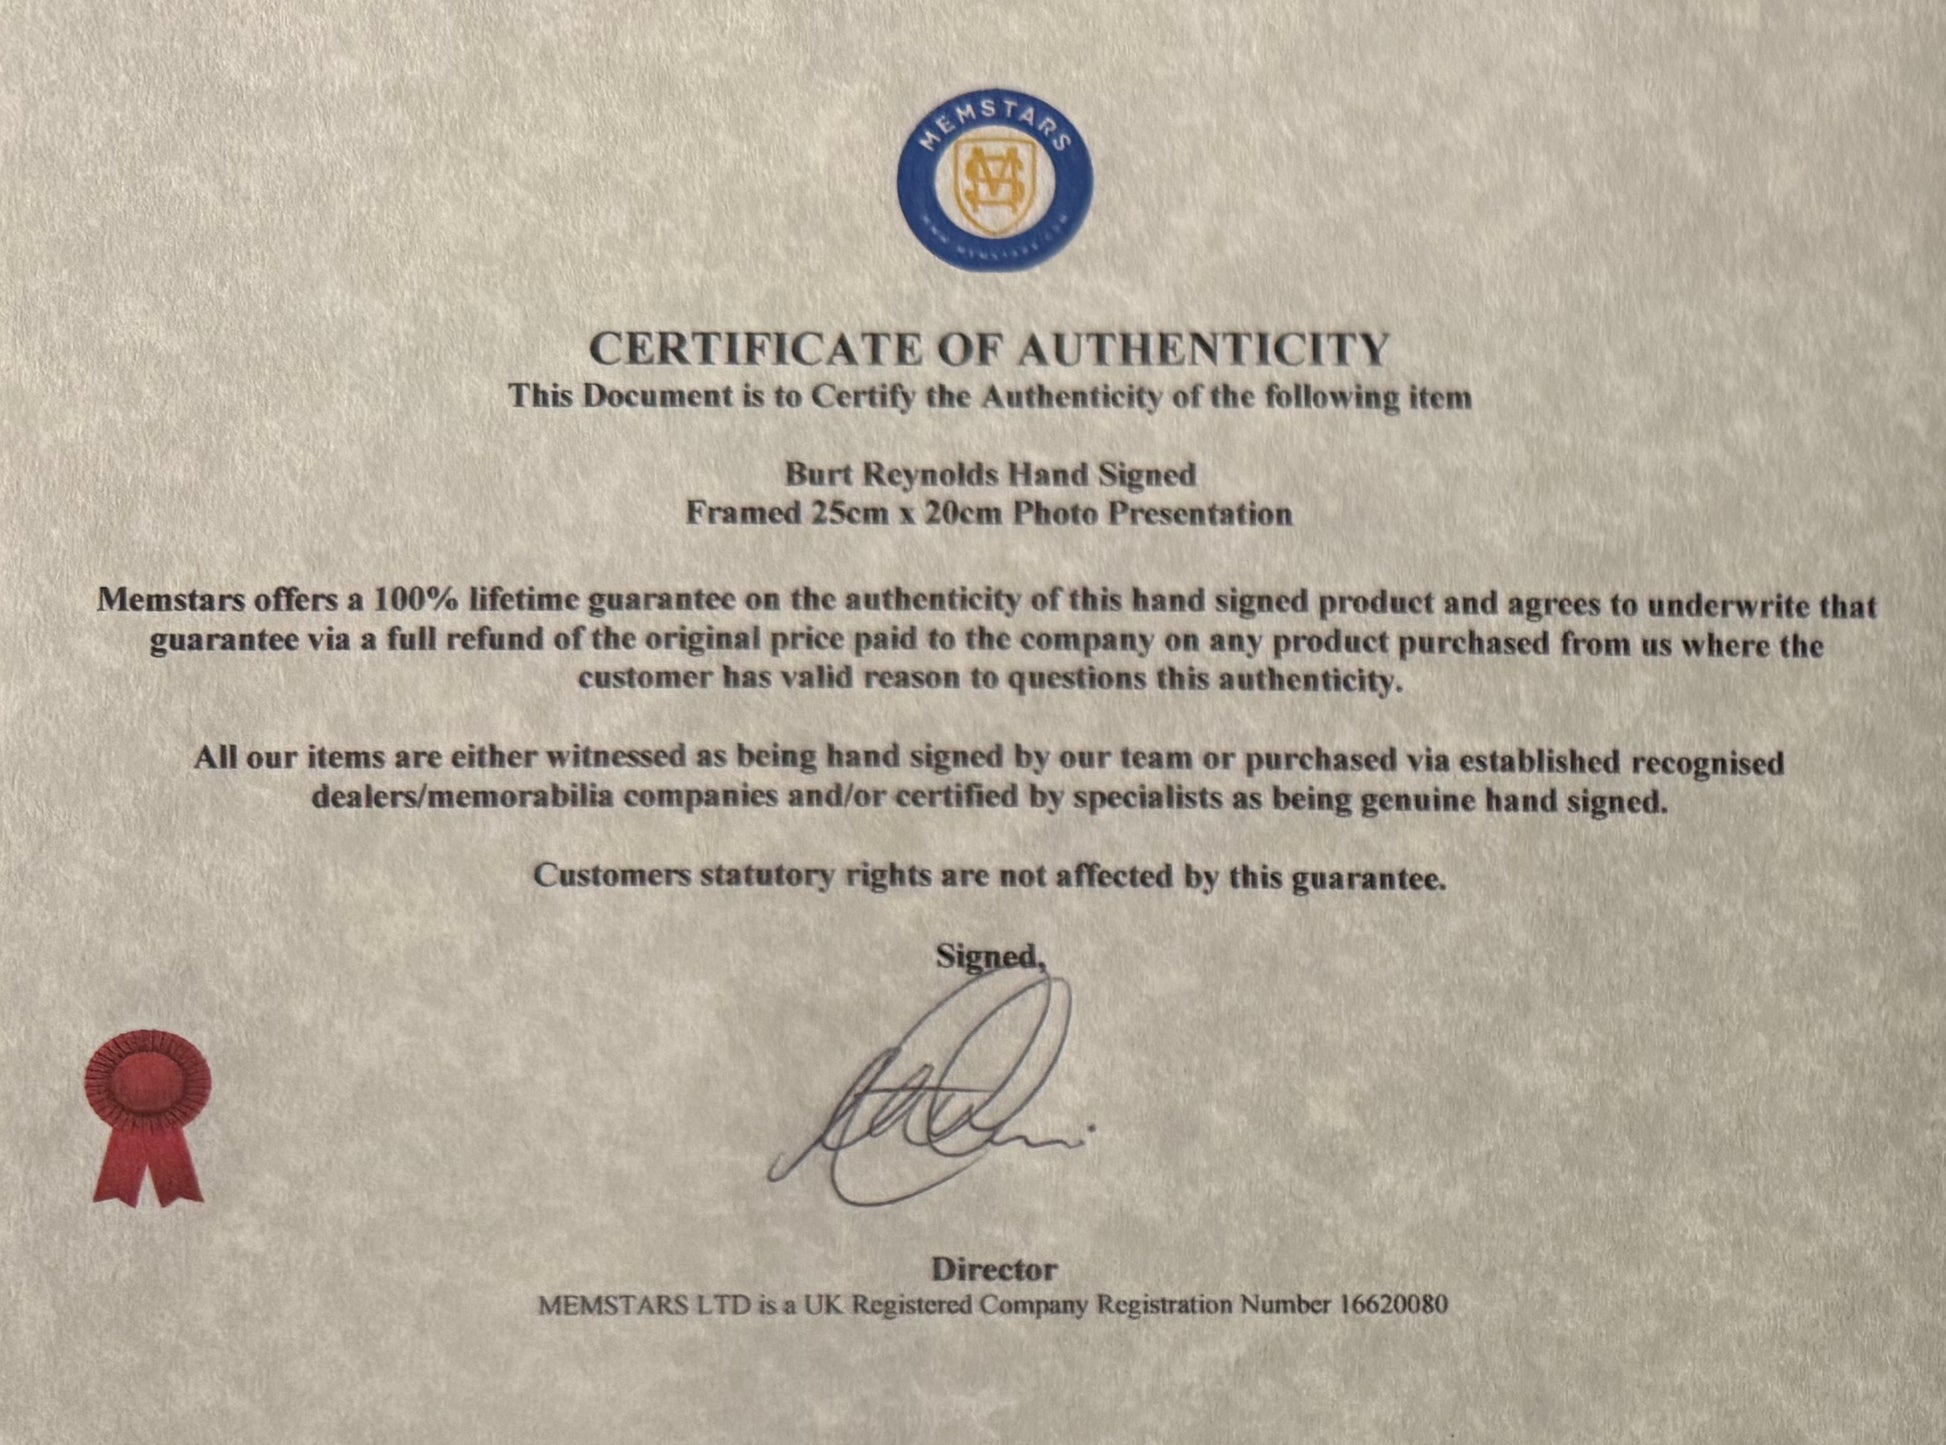 MEMSTARS
CERTIFICATE OF AUTHENTICITY
This Document is to Certify the Authenticity of the following item
Burt Reynolds Hand Signed
Framed 25cm x 20cm Photo Presentation
Memstars offers a 100% lifetime guarantee on the authenticity of this hand signed product and agrees to underwrite that
guarantee via a full refund of the original price paid to the company on any product purchased from us where the
customer has valid reason to questions this authenticity.
All our items are either witnessed as being hand signed by our team or purchased via established recognised
dealers/memorabilia companies and/or certified by specialists as being genuine hand signed.
Customers statutory rights are not affected by this guarantee.
Signed,
Director
MEMSTARS LTD is a UK Registered Company Registration Number 16620080